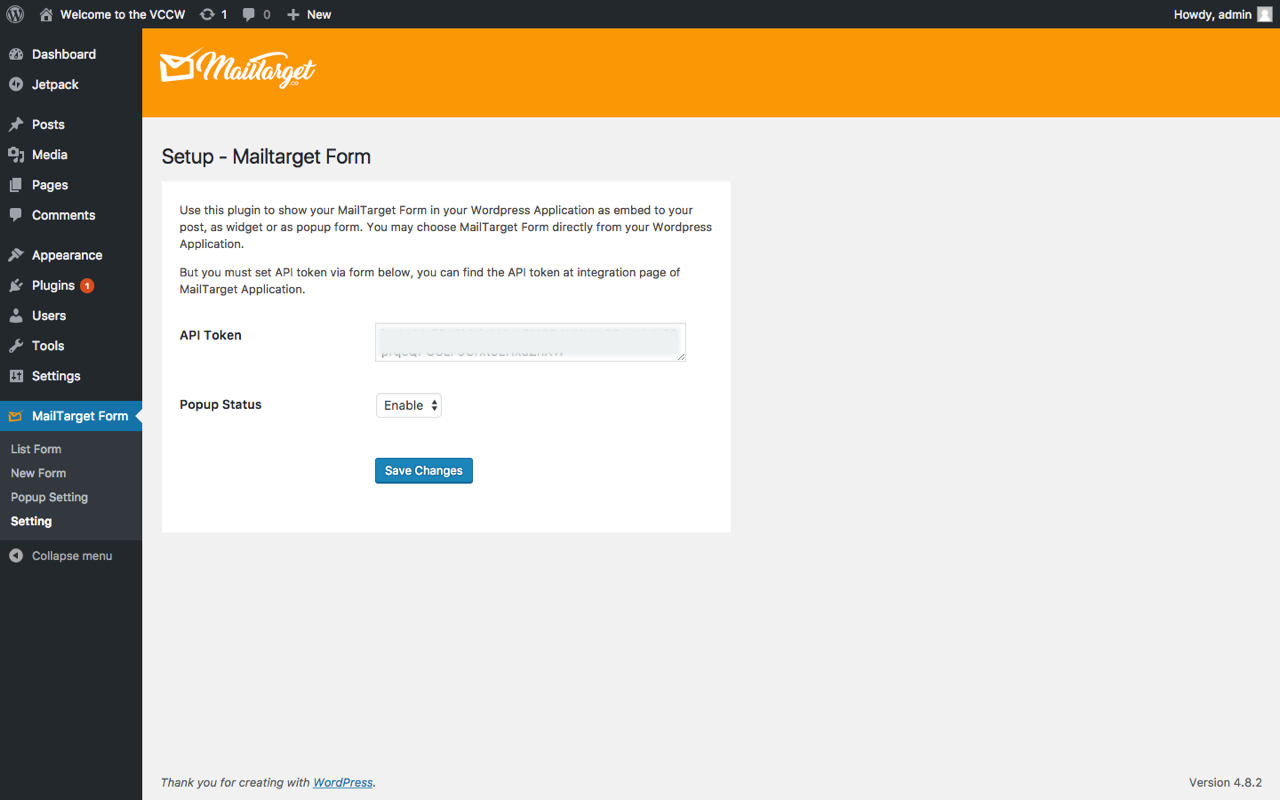 Welcome to the VCCW 1 0 New Howdy, admin
Dashboard
Jetpack
Posts
Media
Pages
Comments
Appearance
Plugins 1
Users
Tools
Settings
MailTarget Form
List Form
New Form
Popup Setting
Setting
Collapse menu
MailTarget.co
Setup - Mailtarget Form
Use this plugin to show your MailTarget Form in your Wordpress Application as embed to your
post, as widget or as popup form. You may choose MailTarget Form directly from your Wordpress
Application.
But you must set API token via form below, you can find the API token at integration page of
MailTarget Application.
API Token
Popup Status Enable
Save Changes
Thank you for creating with WordPress. Version 4.8.2